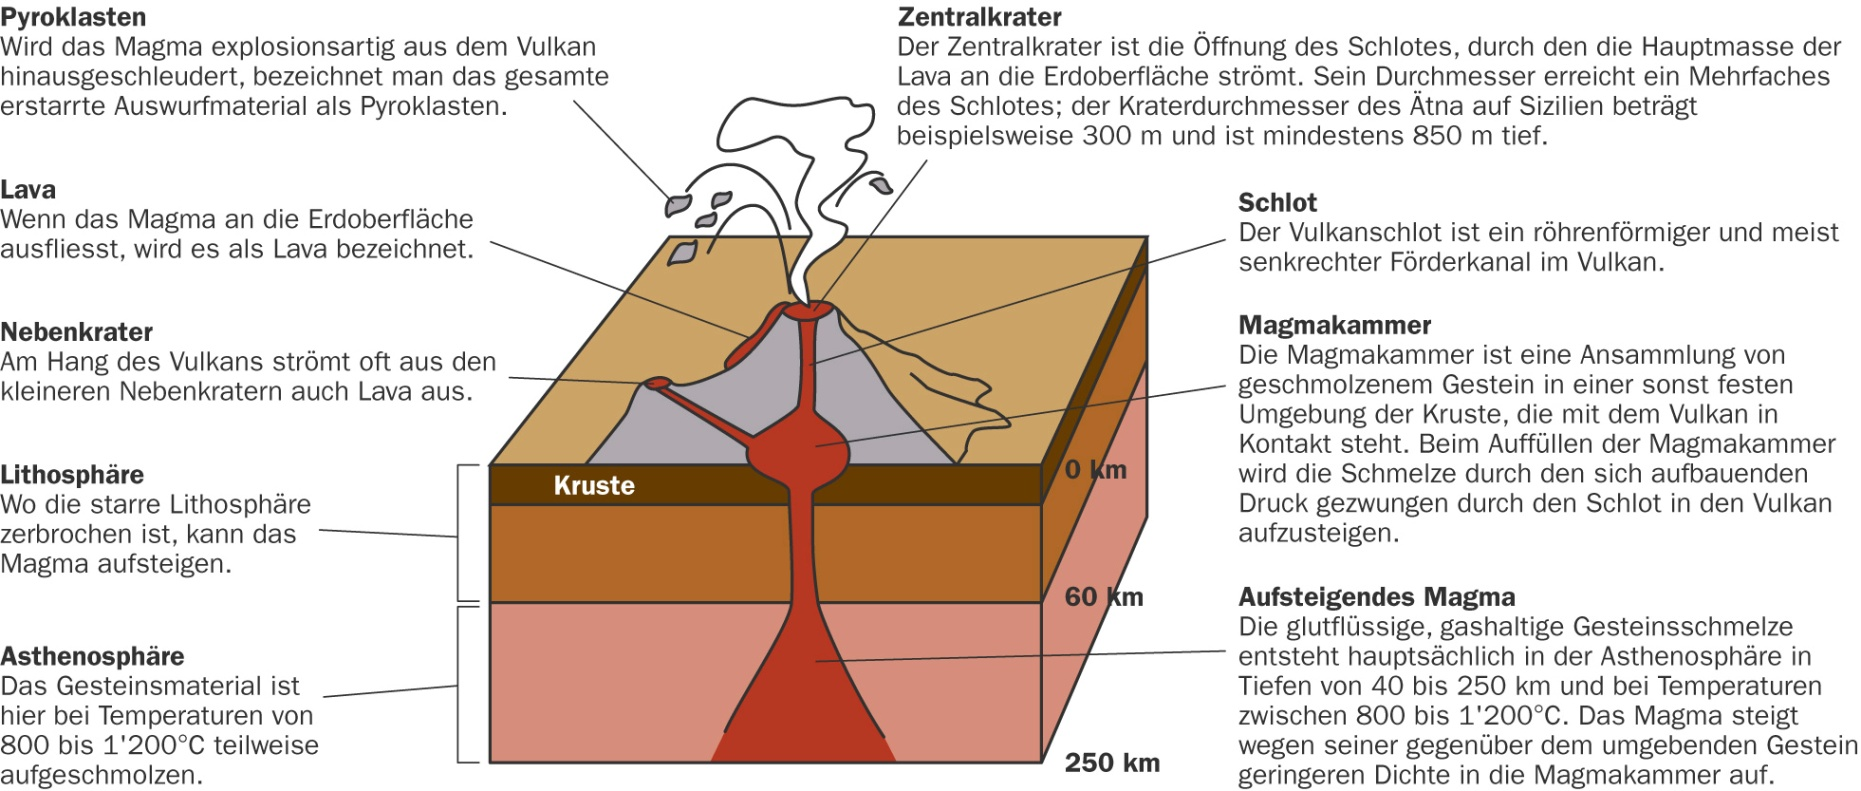 Pyroklasten
Wird das Magma explosionsartig aus dem Vulkan
hinausgeschleudert, bezeichnet man das gesamte
erstarrte Auswurfmaterial als Pyroklasten.
Zentralkrater
Der Zentralkrater ist die Öffnung des Schlotes, durch den die Hauptmasse der
Lava an die Erdoberfläche strömt. Sein Durchmesser erreicht ein Mehrfaches
des Schlotes; der Kraterdurchmesser des Ätna auf Sizilien beträgt
beispielsweise 300 m und ist mindestens 850 m tief.
Lava
Wenn das Magma an die Erdoberfläche
ausfliesst, wird es als Lava bezeichnet.
Schlot
Der Vulkanschlot ist ein röhrenförmiger und meist
senkrechter Förderkanal im Vulkan.
Nebenkrater
Am Hang des Vulkans strömt oft aus den
kleineren Nebenkratern auch Lava aus.
Magmakammer
Die Magmakammer ist eine Ansammlung von
geschmolzenem Gestein in einer sonst festen
Umgebung der Kruste, die mit dem Vulkan in
Kontakt steht. Beim Auffüllen der Magmakammer
wird die Schmelze durch den sich aufbauenden
Druck gezwungen durch den Schlot in den Vulkan
aufzusteigen.
Lithosphäre
Wo die starre Lithosphäre
zerbrochen ist, kann das
Magma aufsteigen.
Kruste
0 km
60 km
250 km
Asthenosphäre
Das Gesteinsmaterial ist
hier bei Temperaturen von
800 bis 1'200°C teilweise
aufgeschmolzen.
Aufsteigendes Magma
Die glutflüssige, gashaltige Gesteinsschmelze
entsteht hauptsächlich in der Asthenosphäre in
Tiefen von 40 bis 250 km und bei Temperaturen
zwischen 800 bis 1'200°C. Das Magma steigt
wegen seiner gegenüber dem umgebenden Gestein
geringeren Dichte in die Magmakammer auf.